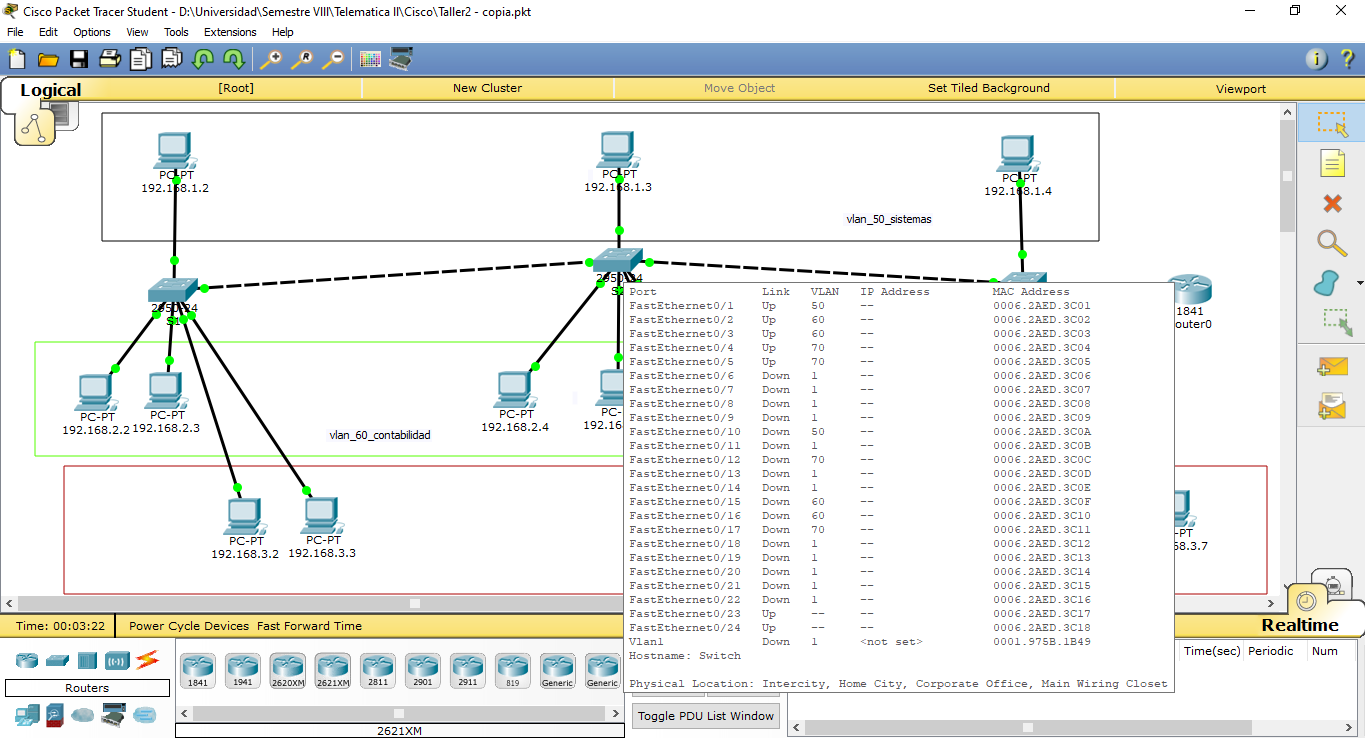 Cisco Packet Tracer Student - D:\Universidad\Semestre VIII\Telematica II\Cisco\Taller2 - copia.pkt
File Edit Options View Tools Extensions Help
Logical [Root] New Cluster Move Object Set Tiled Background Viewport
PC-PT
192.168.1.2
PC-PT
192.168.1.3
PC-PT
192.168.1.4
vlan_50_sistemas
2950-24
S1
2950-24
1841
outer0
PC-PT
192.168.2.2
PC-PT
192.168.2.3
PC-PT
192.168.2.4
PC-
192.16
vlan_60_contabilidad
PC-PT
192.168.3.2
PC-PT
192.168.3.3
-PT
8.3.7
Port Link VLAN IP Address MAC Address
FastEthernet0/1 Up 50 -- 0006.2AED.3C01
FastEthernet0/2 Up 60 -- 0006.2AED.3C02
FastEthernet0/3 Up 60 -- 0006.2AED.3C03
FastEthernet0/4 Up 70 -- 0006.2AED.3C04
FastEthernet0/5 Up 70 -- 0006.2AED.3C05
FastEthernet0/6 Down 1 -- 0006.2AED.3C06
FastEthernet0/7 Down 1 -- 0006.2AED.3C07
FastEthernet0/8 Down 1 -- 0006.2AED.3C08
FastEthernet0/9 Down 1 -- 0006.2AED.3C09
FastEthernet0/10 Down 50 -- 0006.2AED.3C0A
FastEthernet0/11 Down 1 -- 0006.2AED.3C0B
FastEthernet0/12 Down 70 -- 0006.2AED.3C0C
FastEthernet0/13 Down 1 -- 0006.2AED.3C0D
FastEthernet0/14 Down 1 -- 0006.2AED.3C0E
FastEthernet0/15 Down 60 -- 0006.2AED.3C0F
FastEthernet0/16 Down 60 -- 0006.2AED.3C10
FastEthernet0/17 Down 70 -- 0006.2AED.3C11
FastEthernet0/18 Down 1 -- 0006.2AED.3C12
FastEthernet0/19 Down 1 -- 0006.2AED.3C13
FastEthernet0/20 Down 1 -- 0006.2AED.3C14
FastEthernet0/21 Down 1 -- 0006.2AED.3C15
FastEthernet0/22 Down 1 -- 0006.2AED.3C16
FastEthernet0/23 Up -- -- 0006.2AED.3C17
FastEthernet0/24 Up -- -- 0006.2AED.3C18
Vlan1 Down 1 <not set> 0001.975B.1B49
Hostname: Switch
Physical Location: Intercity, Home City, Corporate Office, Main Wiring Closet
Time: 00:03:22 Power Cycle Devices Fast Forward Time
Realtime
Routers
1841 1941 2620XM 2621XM 2811 2901 2911 819 Generic Generic
2621XM
Toggle PDU List Window
Time(sec) Periodic Num